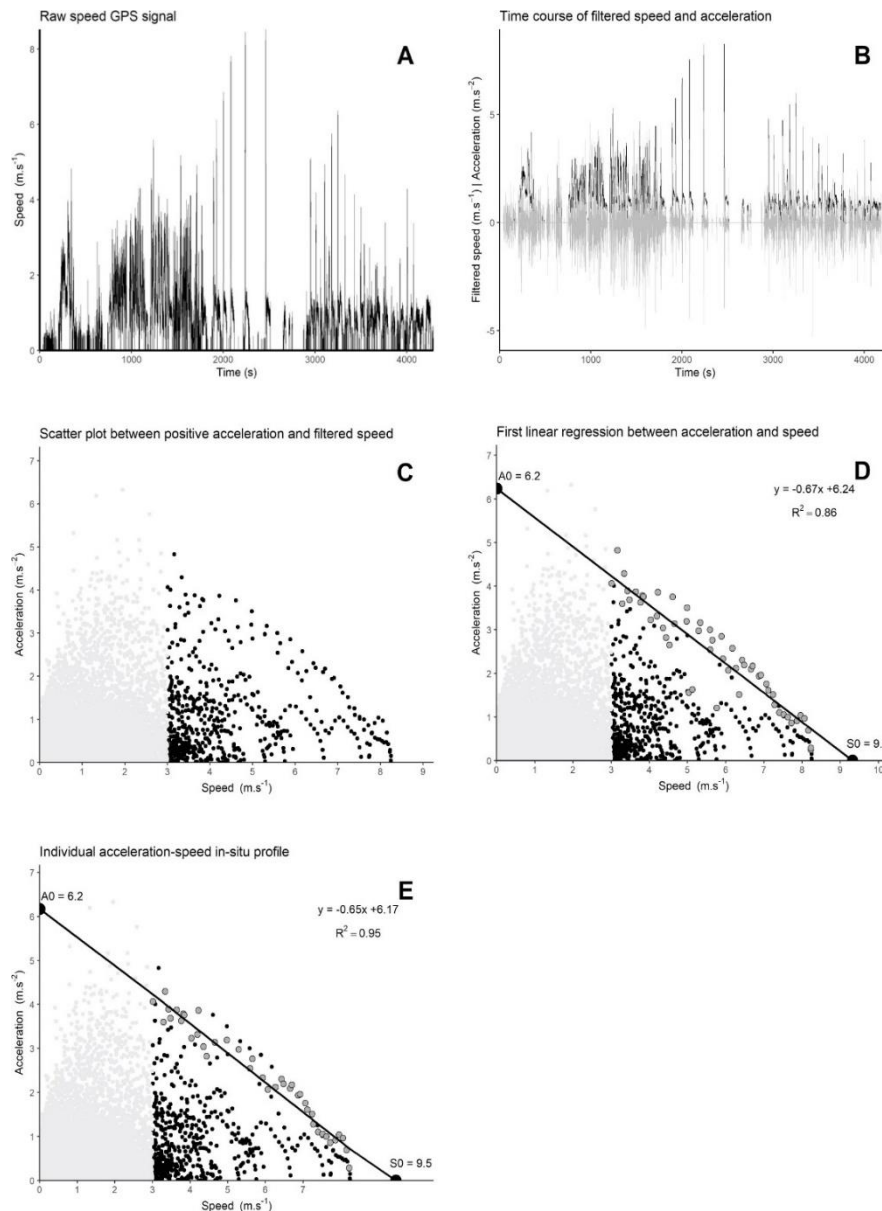 Raw speed GPS signal
A
8
6
4
2
0
Speed (m.s⁻¹)
0 1000 2000 3000 4000
Time (s)
Time course of filtered speed and acceleration
B
5
0
-5
Filtered speed (m.s⁻¹) | Acceleration (m.s⁻²)
0 1000 2000 3000 4000
Time (s)
Scatter plot between positive acceleration and filtered speed
C
7
6
5
4
3
2
1
0
Acceleration (m.s⁻²)
0 1 2 3 4 5 6 7 8 9
Speed (m.s⁻¹)
First linear regression between acceleration and speed
D
A0 = 6.2
y = -0.67x +6.24
R² = 0.86
S0 = 9.
7
6
5
4
3
2
1
0
Acceleration (m.s⁻²)
0 1 2 3 4 5 6 7 8 9 10
Speed (m.s⁻¹)
Individual acceleration-speed in-situ profile
E
A0 = 6.2
y = -0.65x +6.17
R² = 0.95
S0 = 9.5
7
6
5
4
3
2
1
0
Acceleration (m.s⁻²)
0 1 2 3 4 5 6 7
Speed (m.s⁻¹)